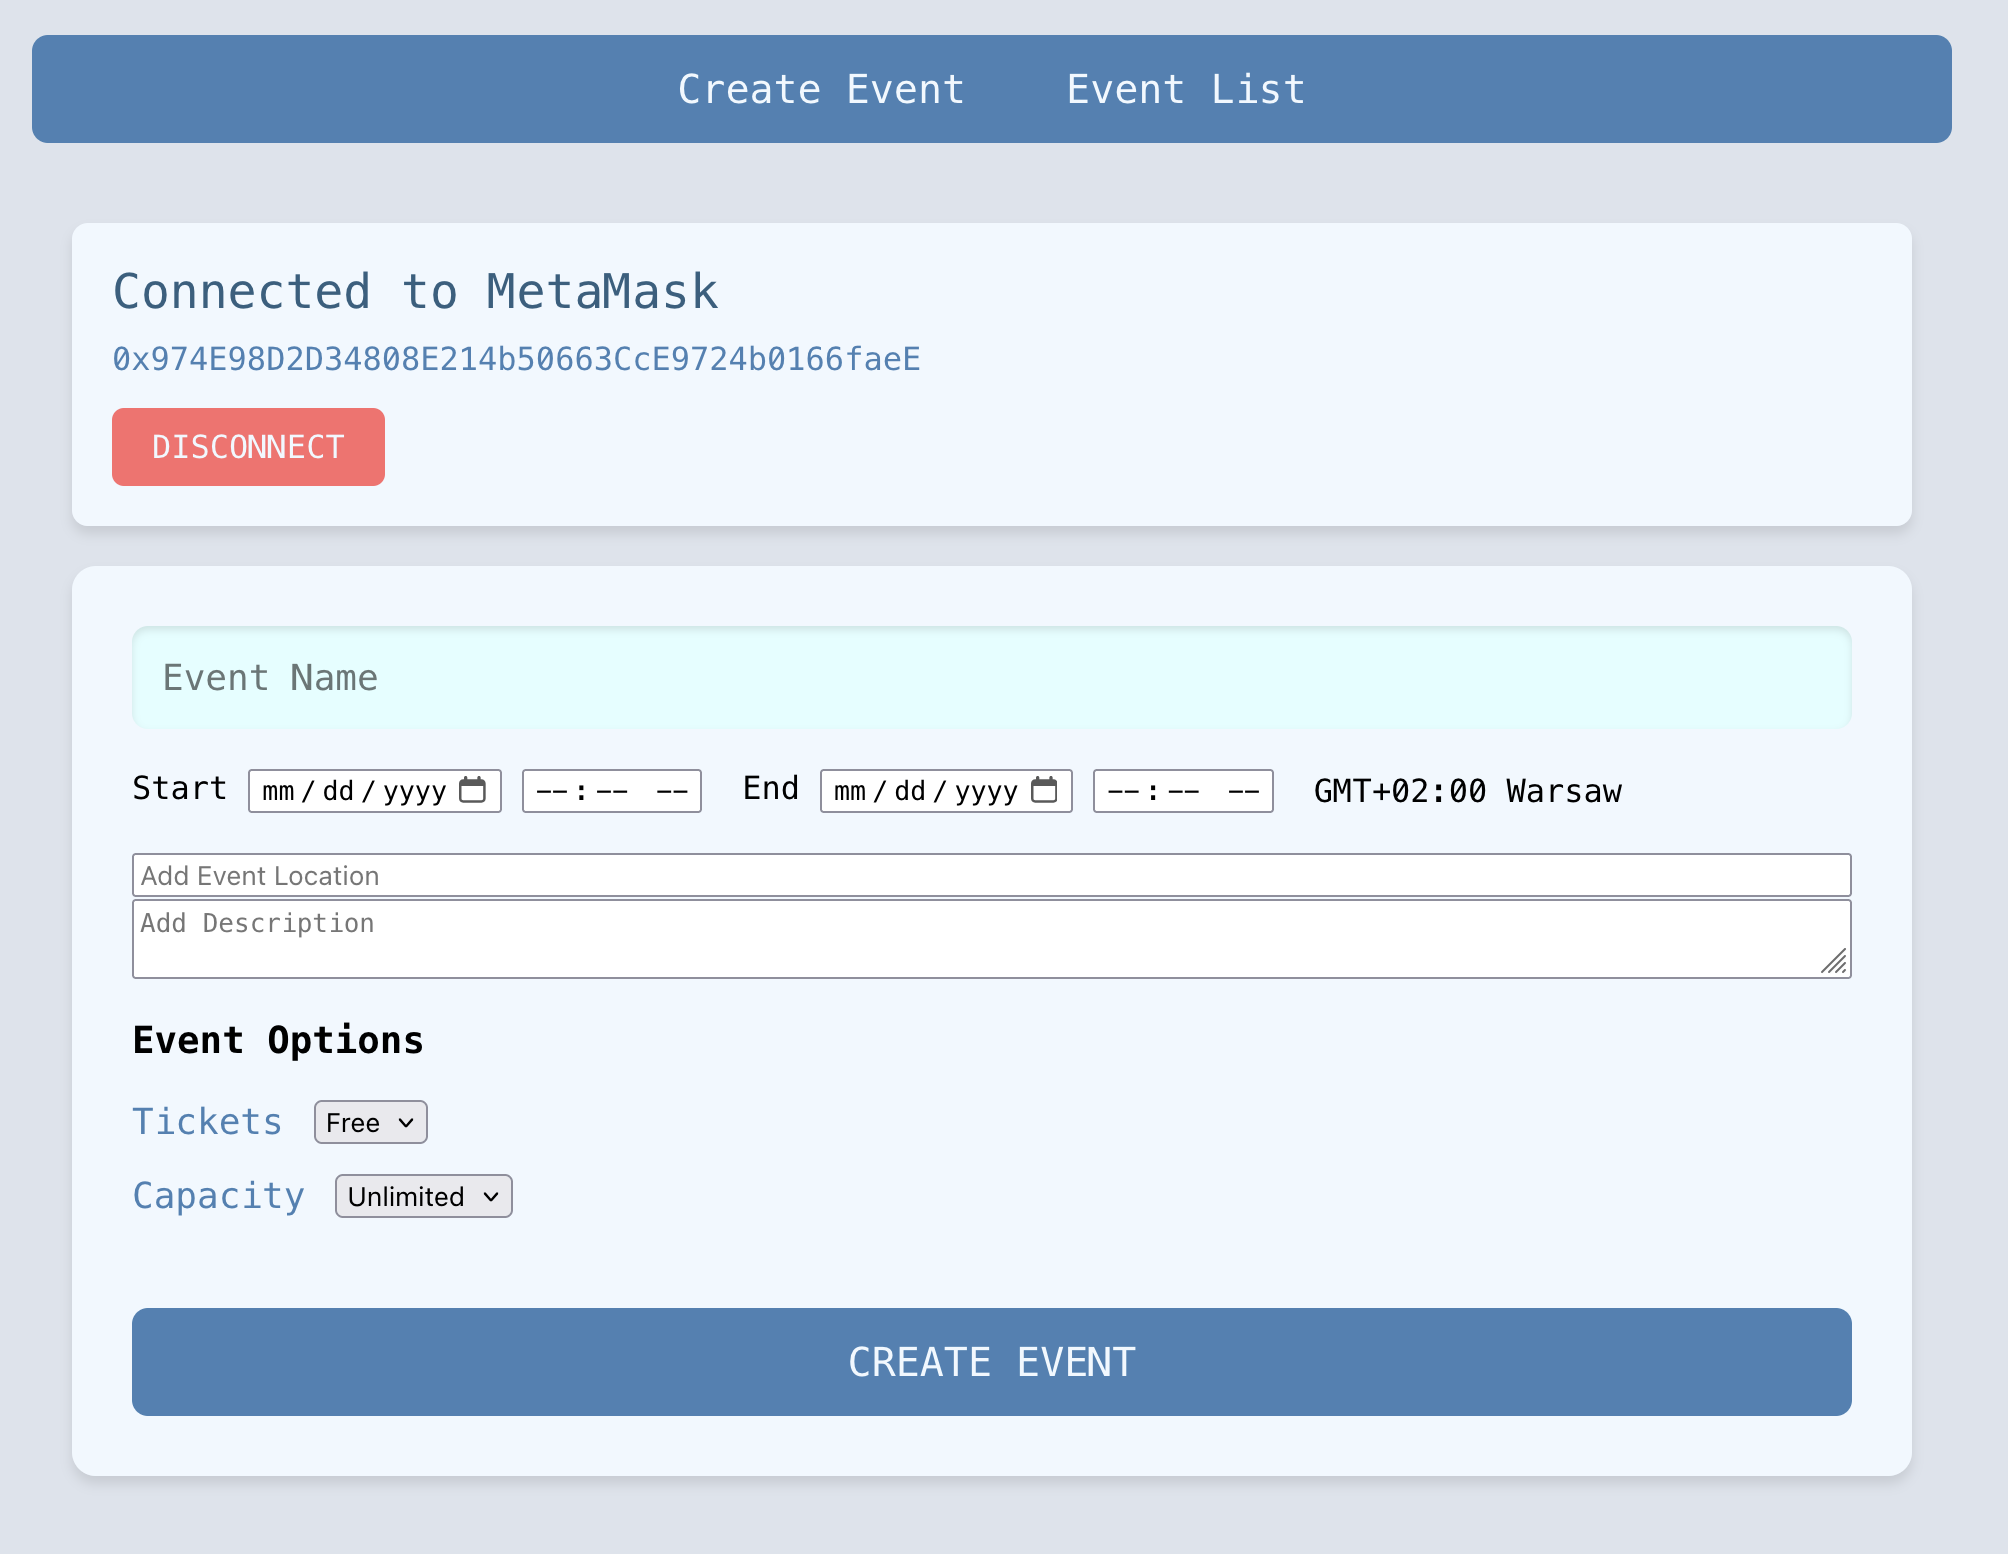 Create Event Event List
Connected to MetaMask
0x974E98D2D34808E214b50663CcE9724b0166faeE
DISCONNECT
Event Name
Start mm/dd/yyyy --:-- -- End mm/dd/yyyy --:-- -- GMT+02:00 Warsaw
Add Event Location
Add Description
Event Options
Tickets Free
Capacity Unlimited
CREATE EVENT